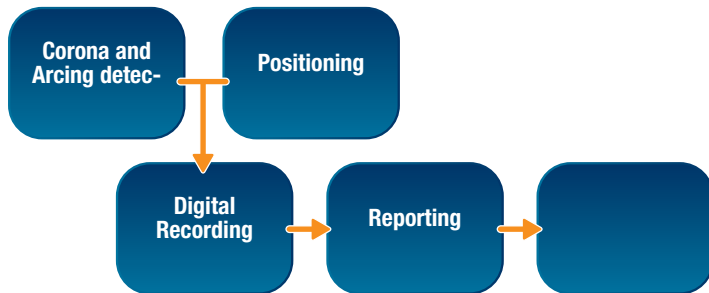 Corona and
Arcing detec-
Positioning
Digital
Recording
Reporting